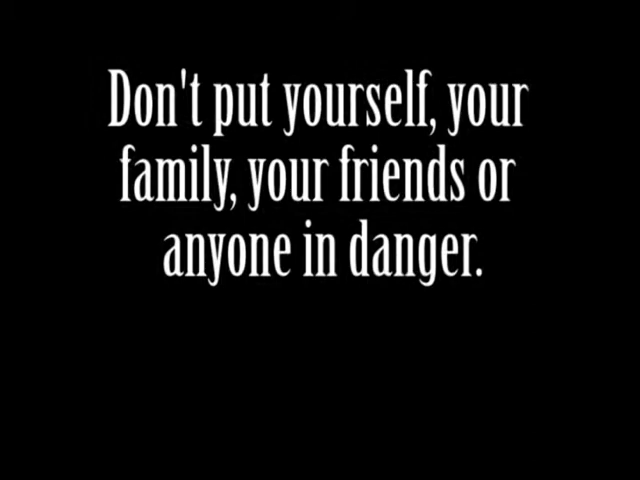 Don't put yourself, your
family, your friends or
anyone in danger.